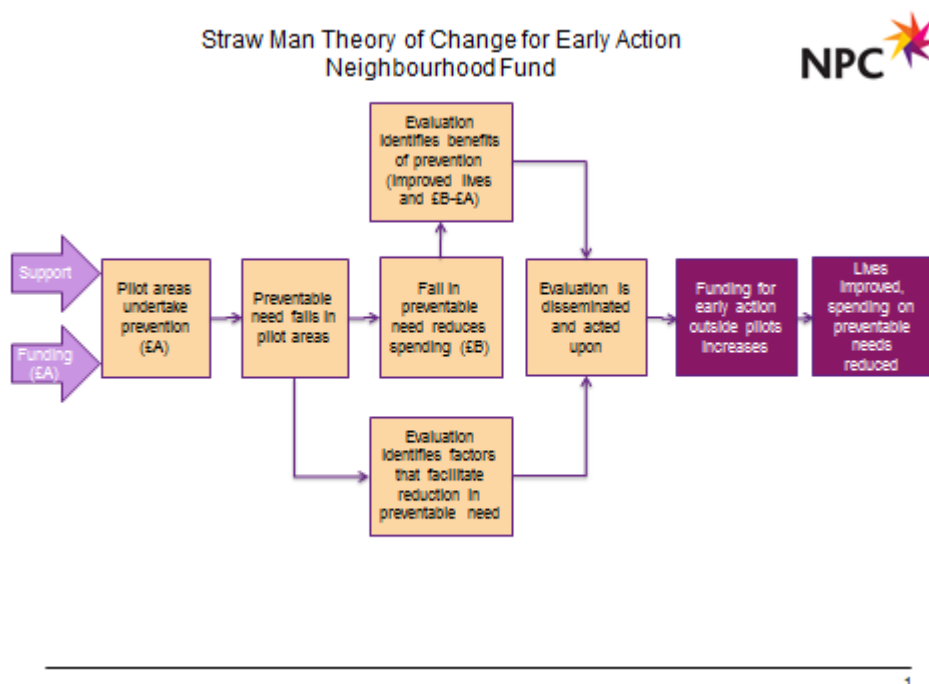 Straw Man Theory of Change for Early Action
Neighbourhood Fund
NPC
Evaluation
identifies benefits
of prevention
(improved lives
and £B-£A)
Support
Funding
(£A)
Pilot areas
undertake
prevention
(£A)
Preventable
need falls in
pilot areas
Fall in
preventable
need reduces
spending (£B)
Evaluation is
disseminated
and acted
upon
Funding for
early action
outside pilots
increases
Lives
improved,
spending on
preventable
needs
reduced
Evaluation
identifies factors
that facilitate
reduction in
preventable need
1